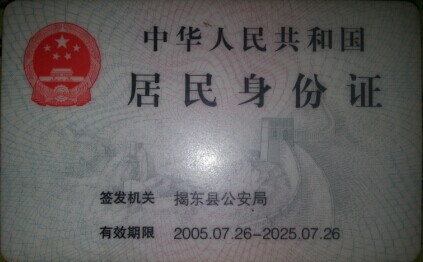 中华人民共和国
居民身份证
签发机关 揭东县公安局
有效期限 2005.07.26-2025.07.26